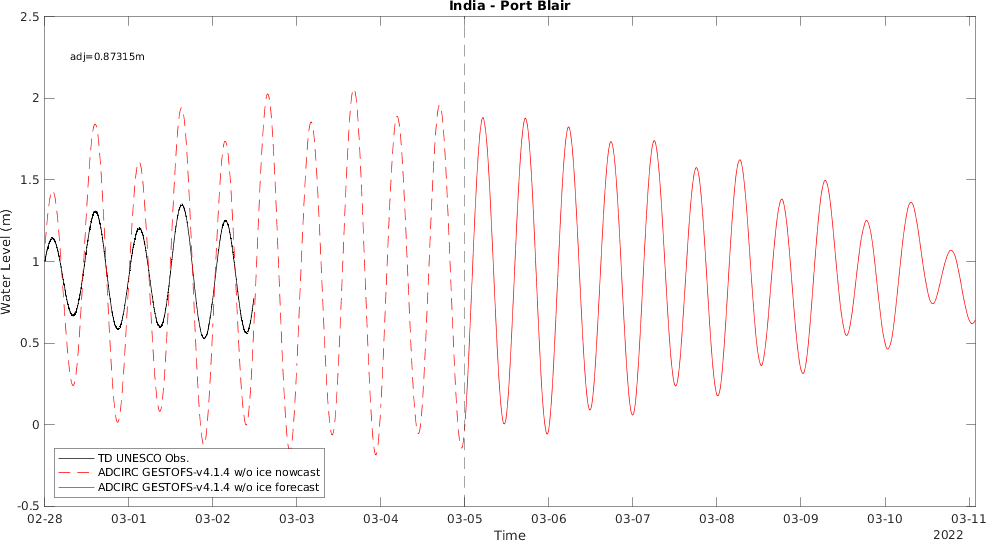 India - Port Blair
adj=0.87315m
2.5
2
1.5
1
0.5
0
-0.5
Water Level (m)
TD UNESCO Obs.
ADCIRC GESTOFS-v4.1.4 w/o ice nowcast
ADCIRC GESTOFS-v4.1.4 w/o ice forecast
02-28 03-01 03-02 03-03 03-04 03-05 03-06 03-07 03-08 03-09 03-10 03-11
Time
2022